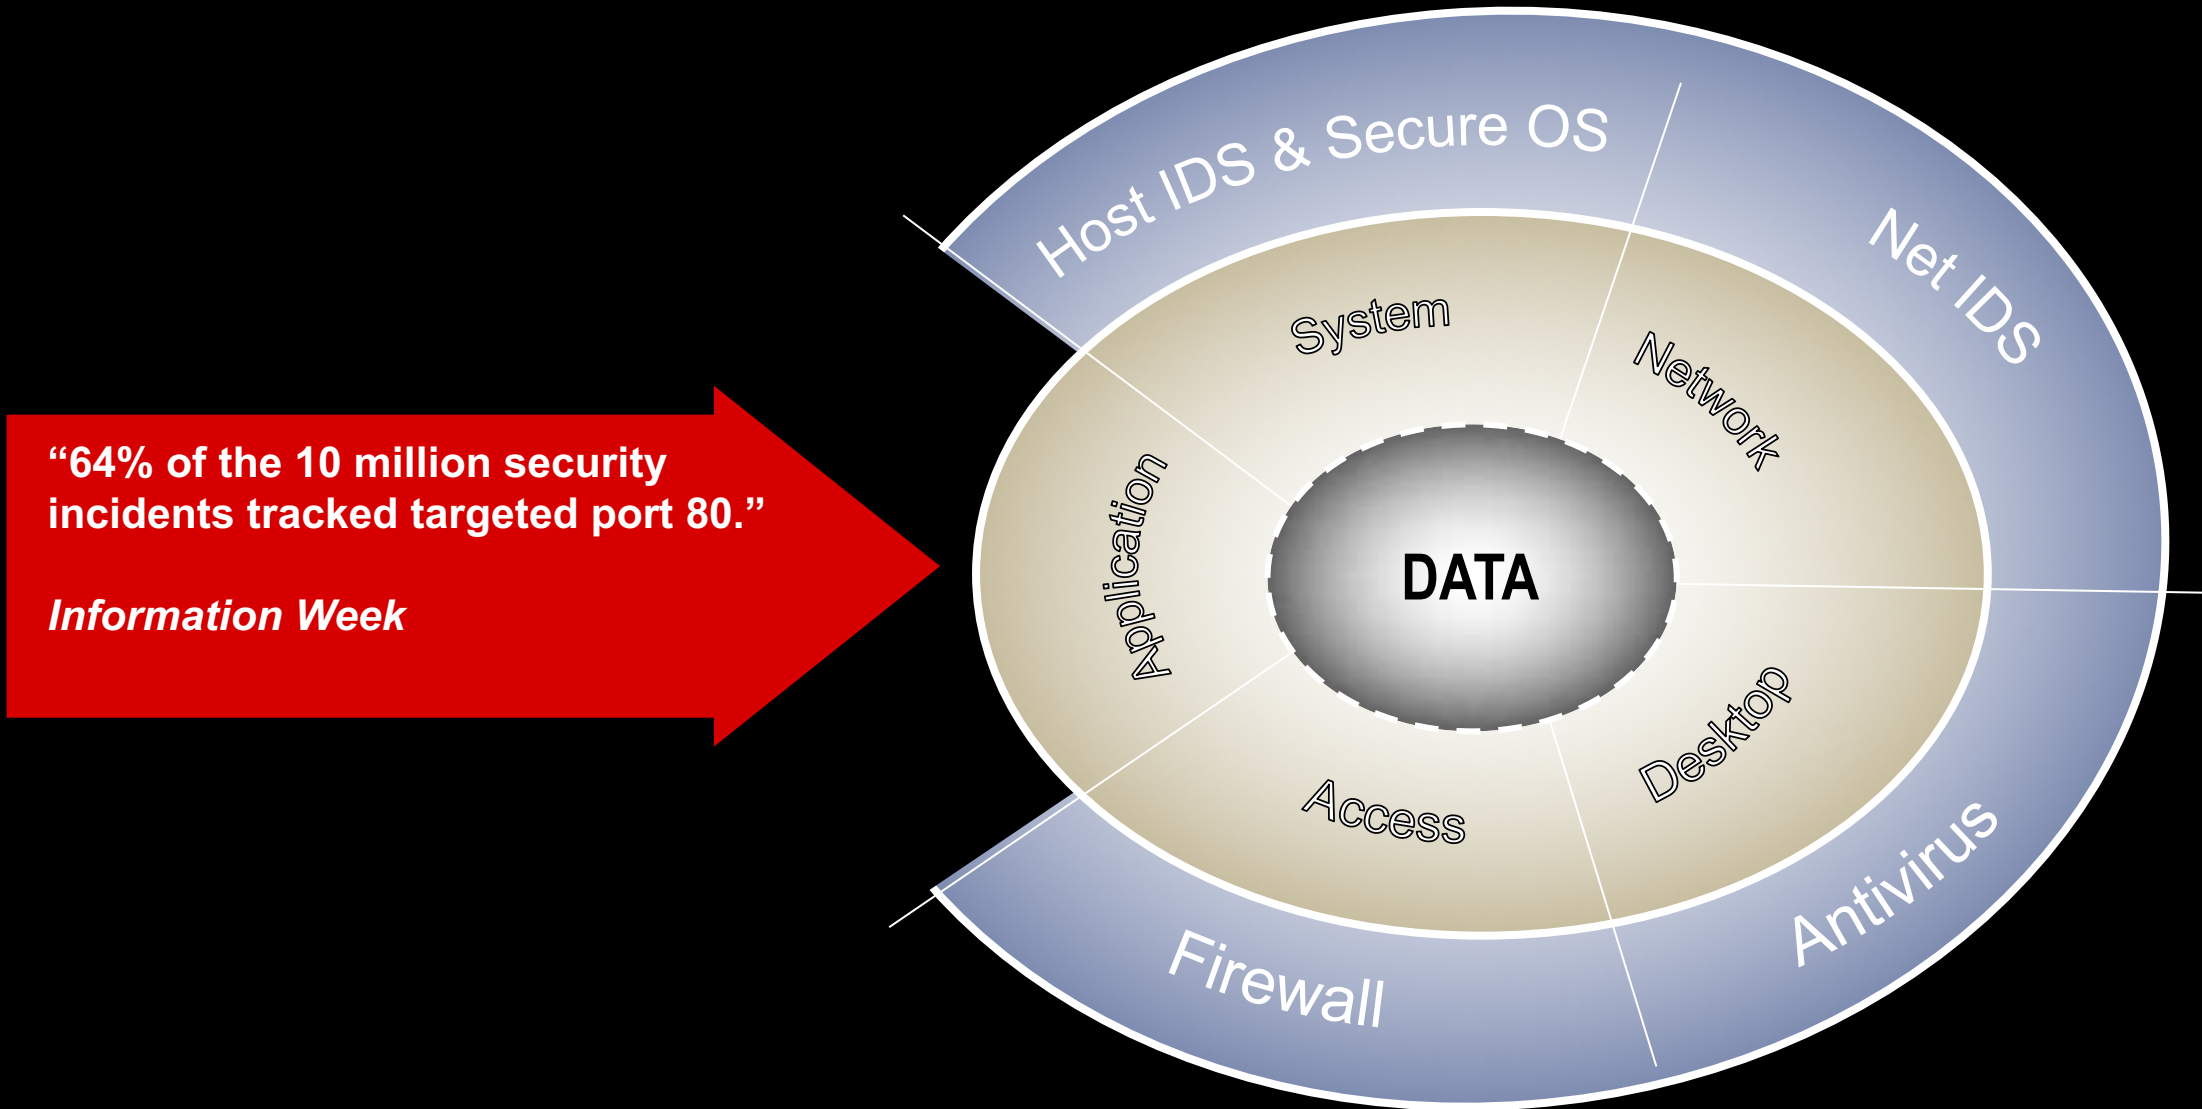 “64% of the 10 million security
incidents tracked targeted port 80.”
Information Week
Host IDS & Secure OS
Net IDS
System
Network
Application
DATA
Desktop
Access
Antivirus
Firewall